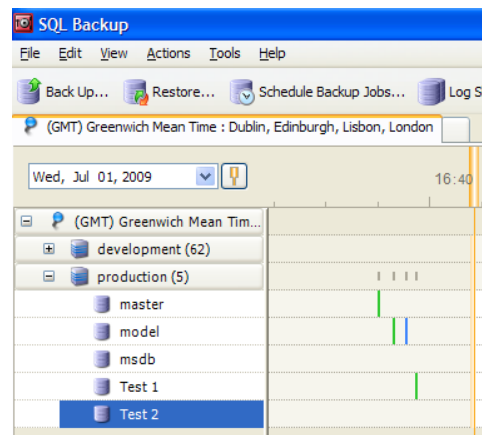 SQL Backup
File Edit View Actions Tools Help
Back Up... Restore... Schedule Backup Jobs... Log S
(GMT) Greenwich Mean Time : Dublin, Edinburgh, Lisbon, London
Wed, Jul 01, 2009
16:40
(GMT) Greenwich Mean Tim...
development (62)
production (5)
master
model
msdb
Test 1
Test 2